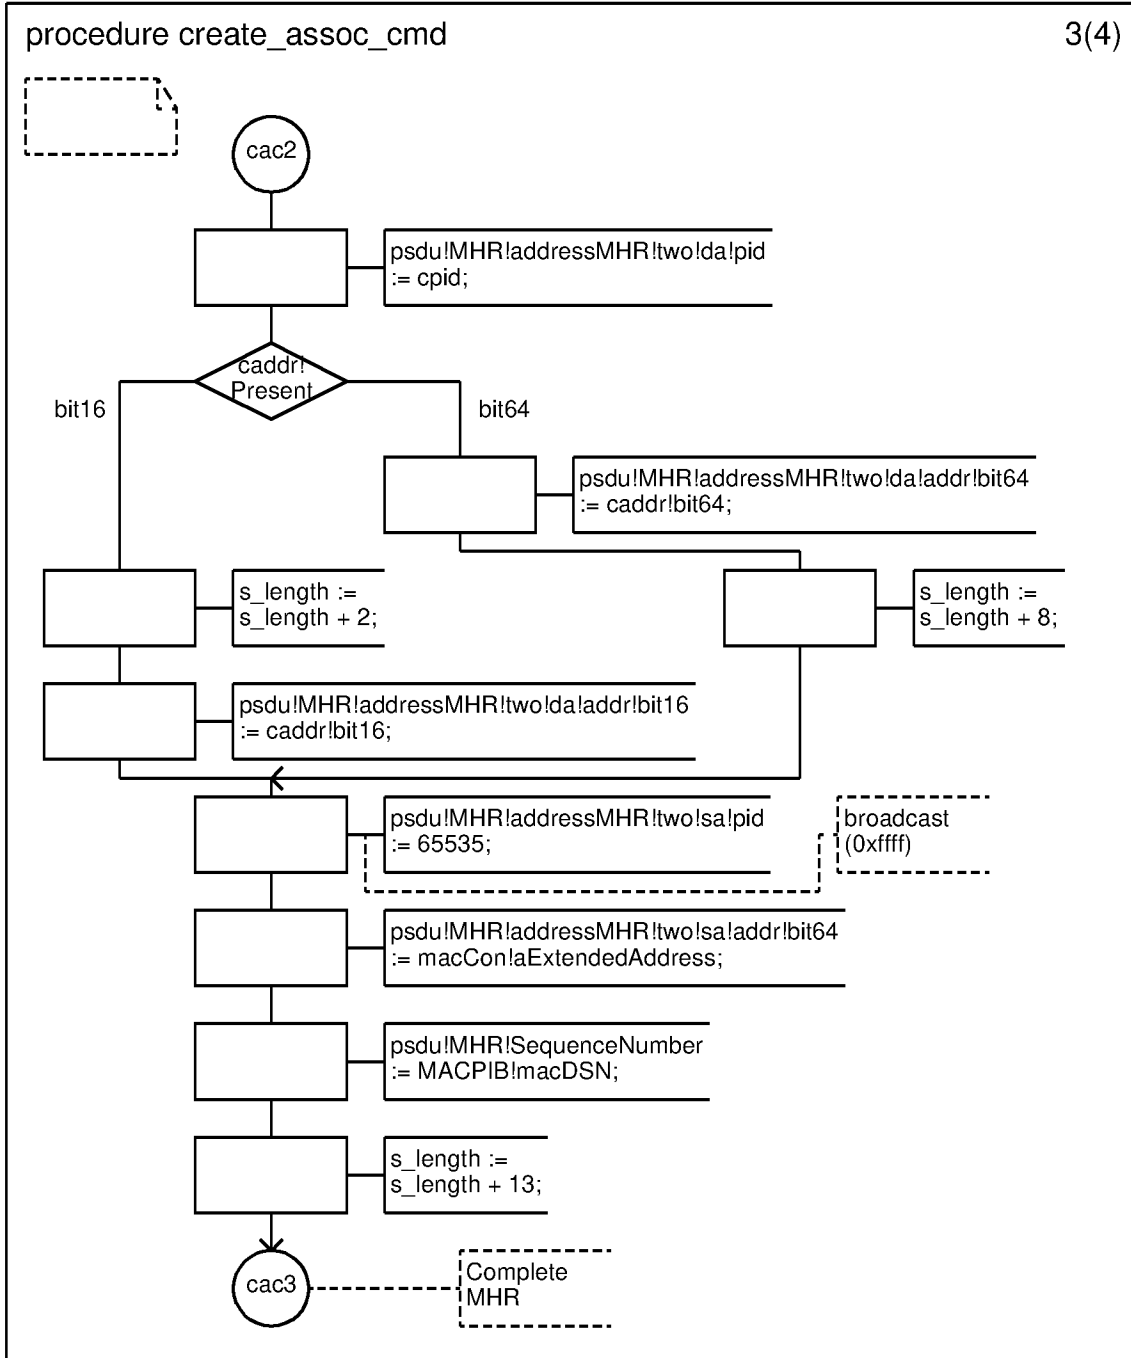 procedure create_assoc_cmd
3(4)
cac2
psdu!MHR!addressMHR!two!da!pid
:= cpid;
caddr!
Present
bit16
bit64
psdu!MHR!addressMHR!two!da!addr!bit64
:= caddr!bit64;
s_length :=
s_length + 2;
s_length :=
s_length + 8;
psdu!MHR!addressMHR!two!da!addr!bit16
:= caddr!bit16;
psdu!MHR!addressMHR!two!sa!pid
:= 65535;
broadcast
(0xffff)
psdu!MHR!addressMHR!two!sa!addr!bit64
:= macCon!aExtendedAddress;
psdu!MHR!SequenceNumber
:= MACPIB!macDSN;
s_length :=
s_length + 13;
cac3
Complete
MHR